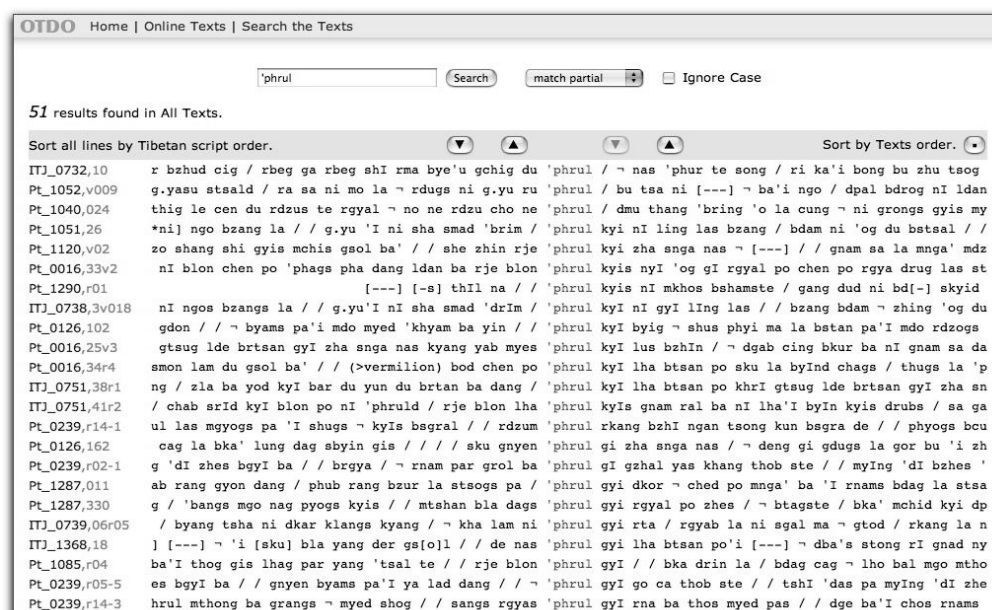 OTDO Home | Online Texts | Search the Texts
'phrul Search match partial Ignore Case
51 results found in All Texts.
Sort all lines by Tibetan script order. ▼ ▲ ▼ ▲ Sort by Texts order.
ITJ_0732,10 r bzhud cig / rbeg ga rbeg shI rma bye'u gchig du 'phrul / ¬ nas 'phur te song / ri ka'i bong bu zhu tsog
Pt_1052,v009 g.yasu stsald / ra sa ni mo la ¬ rdugs ni g.yu ru 'phrul / bu tsa ni [---] ¬ ba'i ngo / dpal bdrog nI ldan
Pt_1040,024 thig le cen du rdzus te rgyal ¬ no ne rdzu cho ne 'phrul / dmu thang 'bring 'o la cung ¬ ni grongs gyis my
Pt_1051,26 *ni] ngo bzang la / / g.yu 'I ni sha smad 'brim / 'phrul kyi nI ling las bzang / bdam ni 'og du bstsal / /
Pt_1120,v02 zo shang shi gyis mchis gsol ba' / / she zhin rje 'phrul kyi zha snga nas ¬ [---] / / gnam sa la mnga' mdz
Pt_0016,33v2 nI blon chen po 'phags pha dang ldan ba rje blon 'phrul kyis nyI 'og gI rgyal po chen po rgya drug las st
Pt_1290,r01 [---] [-s] thIl na / / 'phrul kyis nI mkhos bshamste / gang dud ni bd[-] skyid
ITJ_0738,3v018 nI ngos bzangs la / / g.yu'I nI sha smad 'drIm / 'phrul kyI nI gyI lIng las / / bzang bdam ¬ zhing 'og du
Pt_0126,102 gdon / / ¬ byams pa'i mdo myed 'khyam ba yin / / 'phrul kyI byig ¬ shus phyi ma la bstan pa'I mdo rdzogs
Pt_0016,25v3 gtsug lde brtsan gyI zha snga nas kyang yab myes 'phrul kyI lus bzhIn / ¬ dgab cing bkur ba nI gnam sa da
Pt_0016,34r4 smon lam du gsol ba' / / (>vermilion) bod chen po 'phrul kyI lha btsan po sku la byInd chags / thugs la 'p
ITJ_0751,38r1 ng / zla ba yod kyI bar du yun du brtan ba dang / 'phrul kyI lha btsan po khrI gtsug lde brtsan gyI zha sn
ITJ_0751,41r2 / chab srId kyI blon po nI 'phruld / rje blon lha 'phrul kyIs gnam ral ba nI lha'I byIn kyis drubs / sa ga
Pt_0239,r14-1 ul las mgyogs pa 'I shugs ¬ kyIs bsgral / / rdzum 'phrul rkang bzhI ngan tsong kun bsgra de / / phyogs bcu
Pt_0126,162 cag la bka' lung dag sbyin gis / / / / sku gnyen 'phrul gi zha snga nas / ¬ deng gi gdugs la gor bu 'i zh
Pt_0239,r02-1 g 'dI zhes bgyI ba / / brgya / ¬ rnam par grol ba 'phrul gI gzhal yas khang thob ste / / myIng 'dI bzhes '
Pt_1287,011 ab rang gyon dang / phub rang bzur la stsogs pa / 'phrul gyi dkor ¬ ched po mnga' ba 'I rnams bdag la stsa
Pt_1287,330 g / 'bangs mgo nag pyogs kyis / / mtshan bla dags 'phrul gyi rgyal po zhes / ¬ btagste / bka' mchid kyi dp
ITJ_0739,06r05 / byang tsha ni dkar klangs kyang / ¬ kha lam ni 'phrul gyi rta / rgyab la ni sgal ma ¬ gtod / rkang la n
ITJ_1368,18 ] [---] ¬ 'i [sku] bla yang der gs[o]l / / de nas 'phrul gyi lha btsan po'i [---] ¬ dba's stong rI gnad ny
Pt_1085,r04 ba'I thog gis lhag par yang 'tsal te / / rje blon 'phrul gyI / / bka drin la / bdag cag ¬ lho bal mgo mtho
Pt_0239,r05-5 es bgyI ba / / gnyen byams pa'I ya lad dang / / ¬ 'phrul gyI go ca thob ste / / tshI 'das pa myIng 'dI zhe
Pt_0239,r14-3 hrul mthong ba grangs ¬ myed shog / / sangs rgyas 'phrul gyI rna ba thos myed pas / / dge ba'I chos rnams